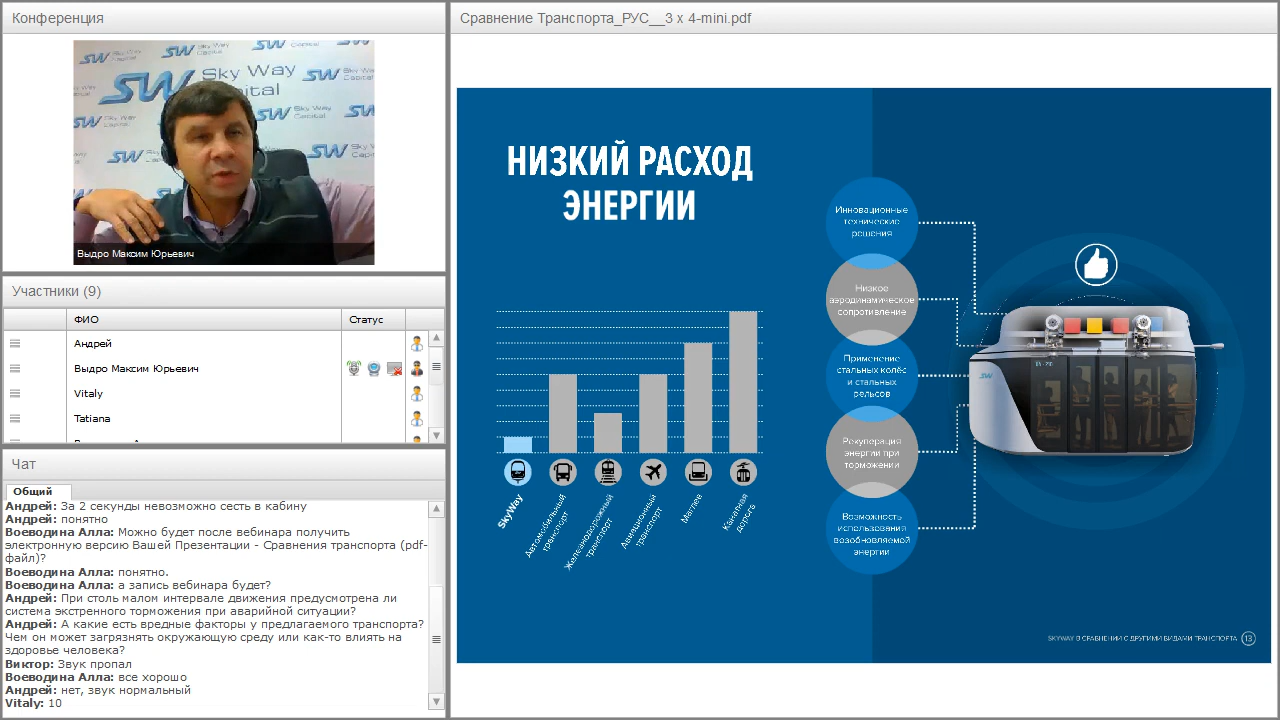 Конференция
SW Sky Way Capital
Выдро Максим Юрьевич
Участники (9)
ФИО
Статус
Андрей
Выдро Максим Юрьевич
Vitaly
Tatiana
Чат
Общий
Андрей: За 2 секунды невозможно сесть в кабину
Андрей: понятно
Воеводина Алла: Можно будет после вебинара получить
электронную версию Вашей Презентации - Сравнения транспорта (pdf-
файл)?
Воеводина Алла: понятно.
Воеводина Алла: а запись вебинара будет?
Андрей: При столь малом интервале движения предусмотрена ли
система экстренного торможения при аварийной ситуации?
Андрей: А какие есть вредные факторы у предлагаемого транспорта?
Чем он может загрязнять окружающую среду или как-то влиять на
здоровье человека?
Виктор: Звук пропал
Воеводина Алла: все хорошо
Андрей: нет, звук нормальный
Vitaly: 10
Сравнение Транспорта_РУС__3 x 4-mini.pdf
НИЗКИЙ РАСХОД
ЭНЕРГИИ
SkyWay
Автомобильный
транспорт
Железнодорожный
транспорт
Авиационный
транспорт
Маглев
Канатная
дорога
Инновационные
технические
решения
Низкое
аэродинамическое
сопротивление
Применение
стальных колёс
и стальных
рельсов
Рекуперация
энергии при
торможении
Возможность
использования
возобновляемой
энергии
SW
SKYWAY В СРАВНЕНИИ С ДРУГИМИ ВИДАМИ ТРАНСПОРТА 13